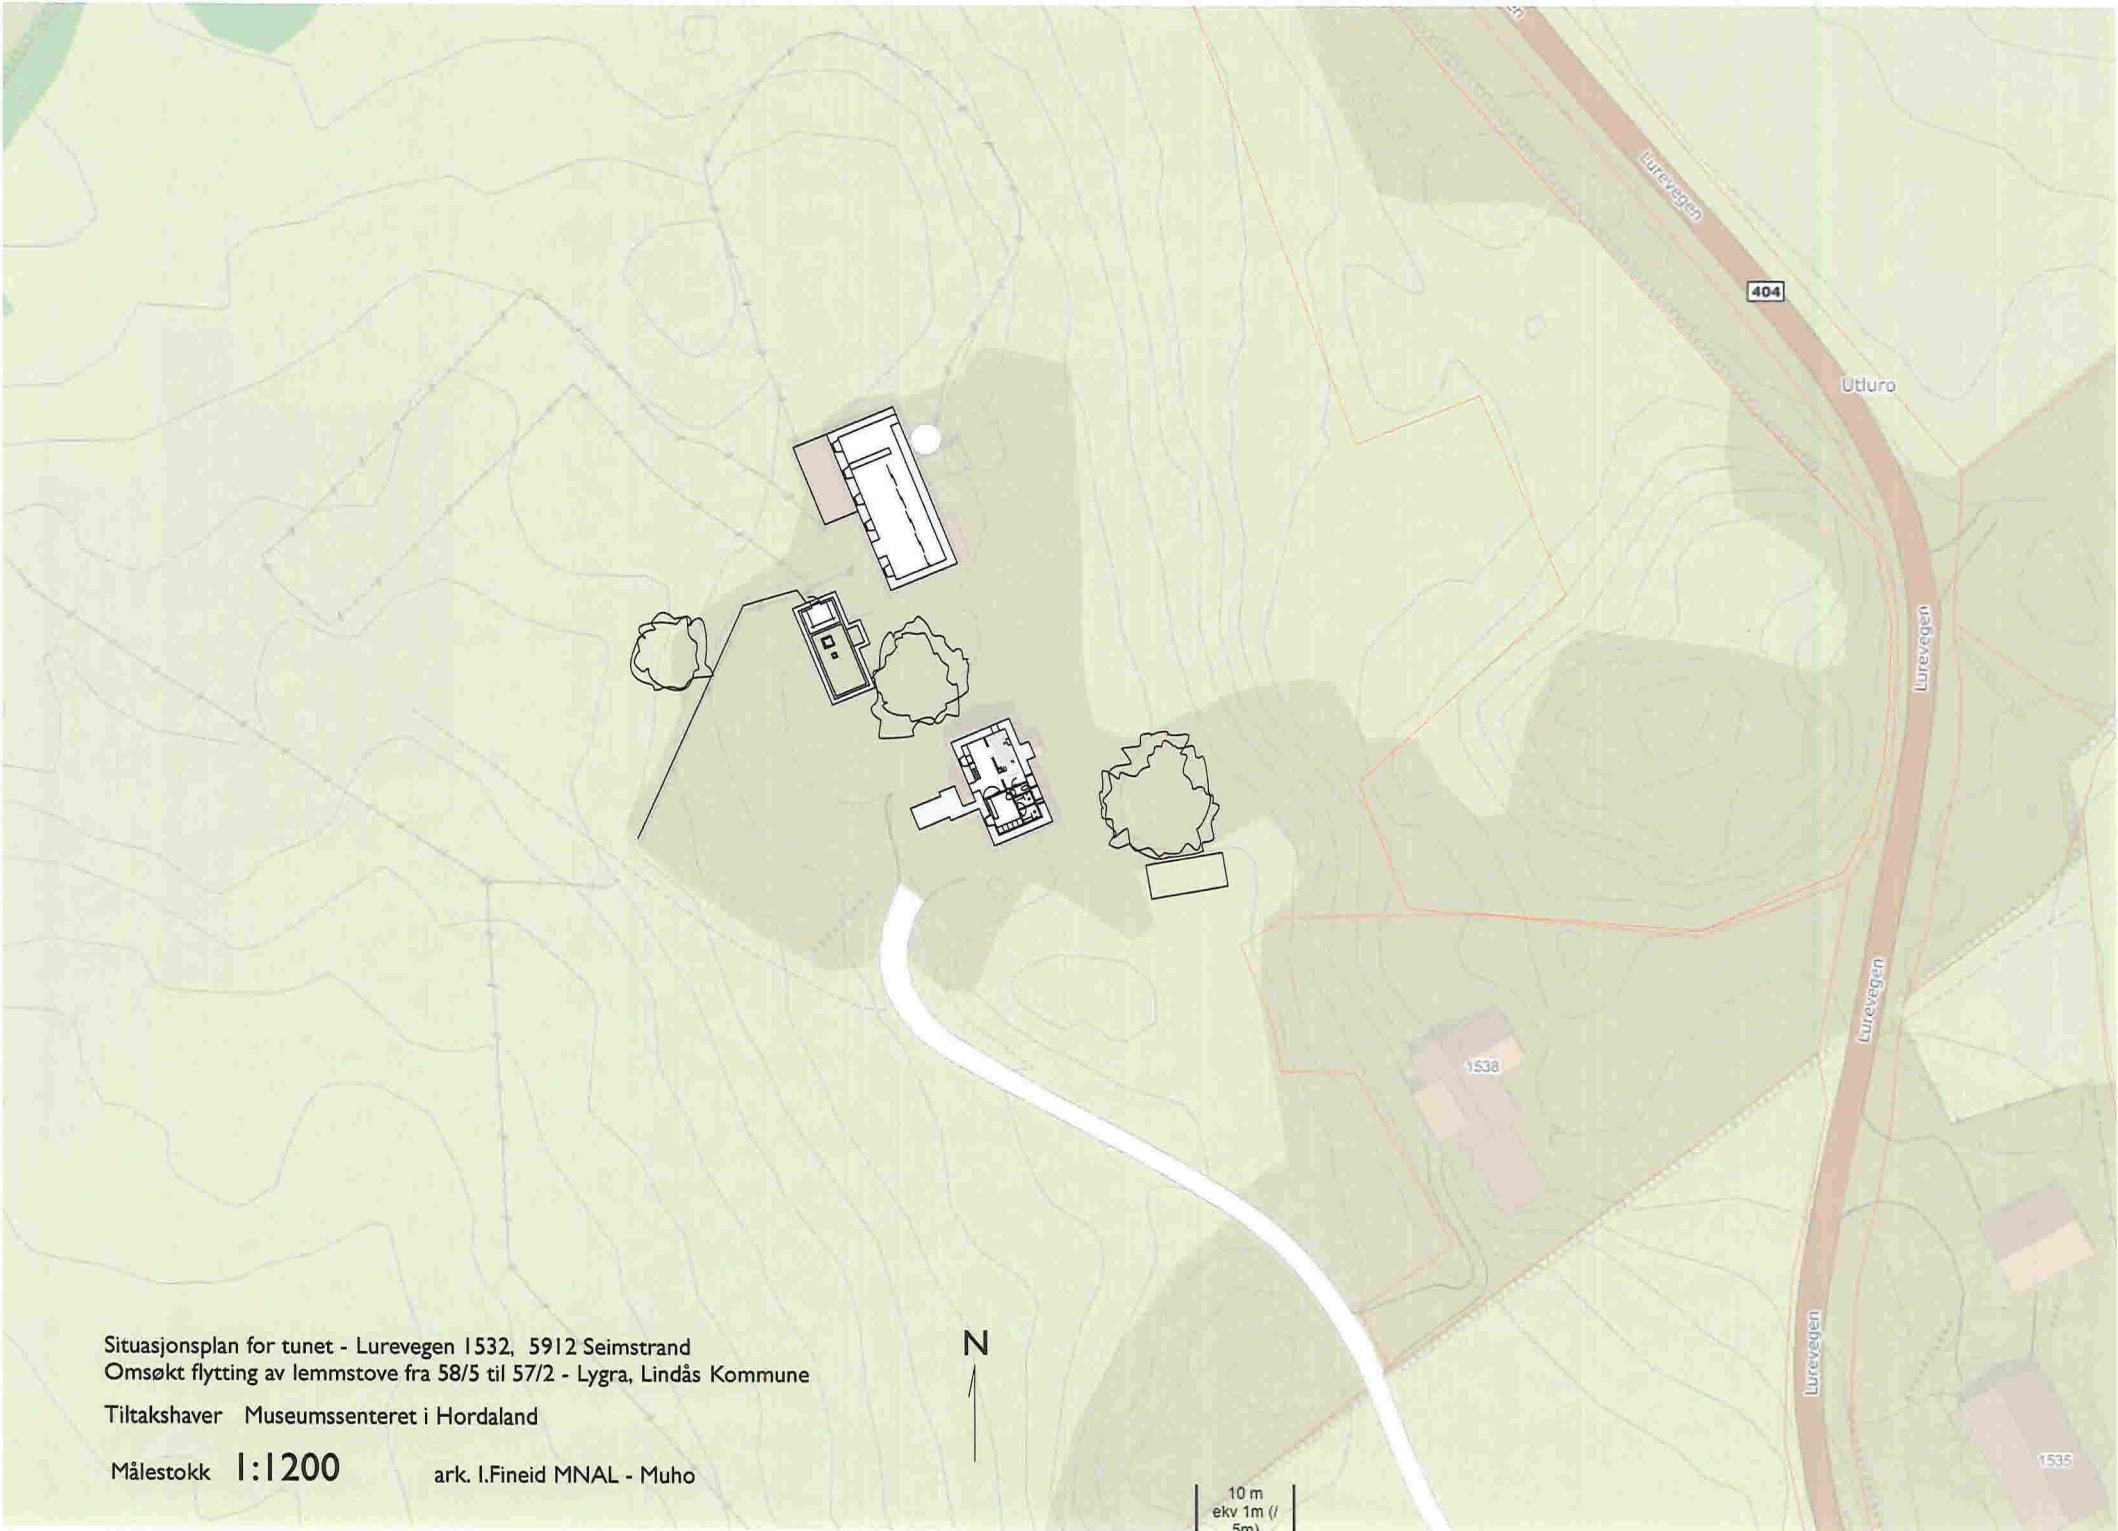 Lurevegen
404
Utluro
Lurevegen
Lurevegen
1538
Lurevegen
1535
Situasjonsplan for tunet - Lurevegen 1532, 5912 Seimstrand
Omsøkt flytting av lemmstove fra 58/5 til 57/2 - Lygra, Lindås Kommune
Tiltakshaver Museumssenteret i Hordaland
Målestokk 1:1200
ark. I.Fineid MNAL - Muho
N
10 m
ekv 1m (/
5m)